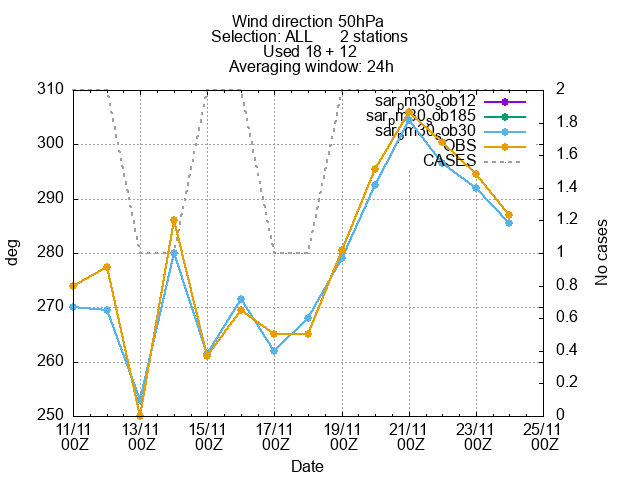 Wind direction 50hPa
Selection: ALL 2 stations
Used 18 + 12
Averaging window: 24h
310
300
290
280
270
260
250
deg
2
1.8
1.6
1.4
1.2
1
0.8
0.6
0.4
0.2
0
No cases
sar_pm30_sob12
sar_pm30_sob185
sar_pm30_sob30
OBS
CASES
11/11 13/11 15/11 17/11 19/11 21/11 23/11 25/11
00Z 00Z 00Z 00Z 00Z 00Z 00Z 00Z
Date